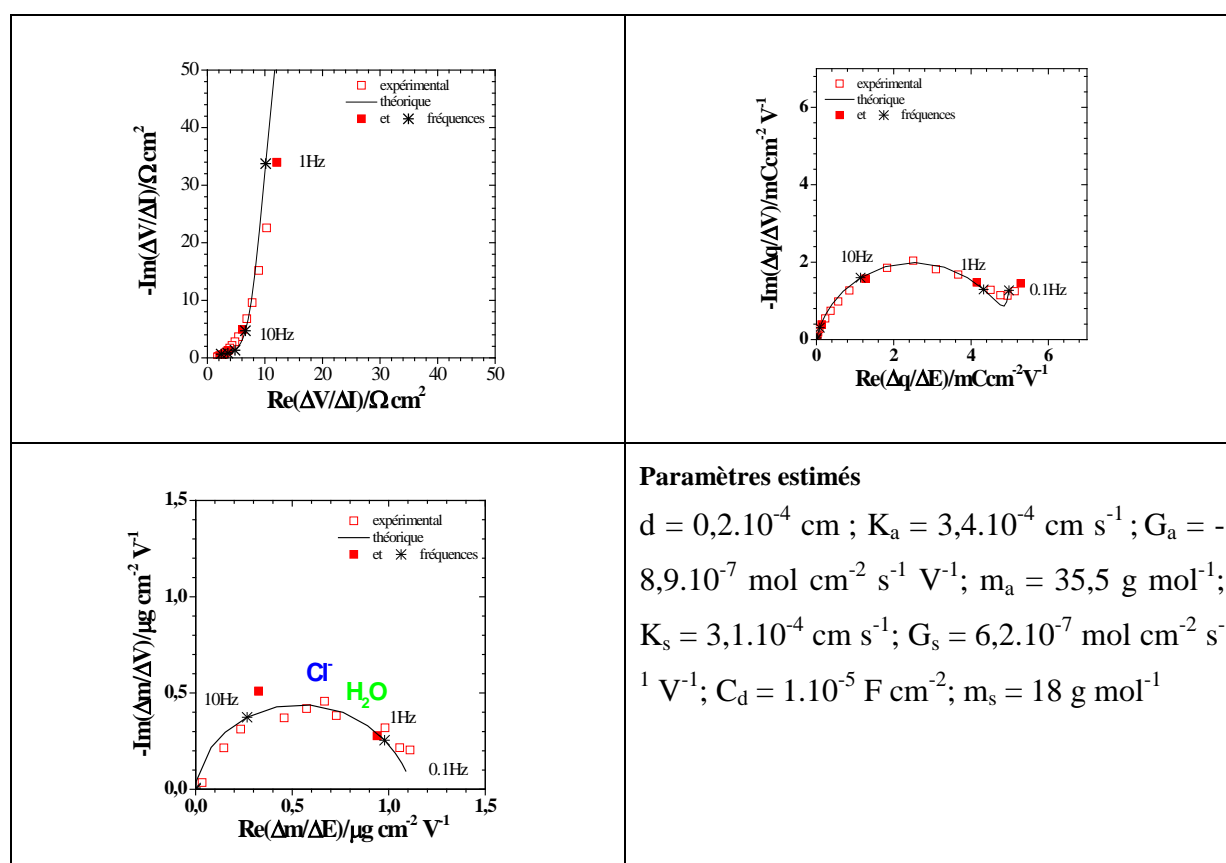 50
40
30
20
10
0
0 10 20 30 40 50
-Im(ΔV/ΔI)/Ω cm²
Re(ΔV/ΔI)/Ω cm²
expérimental
théorique
et ✳ fréquences
1Hz
10Hz
6
4
2
0
0 2 4 6
-Im(Δq/ΔV)/mCcm⁻² V⁻¹
Re(Δq/ΔE)/mCcm⁻²V⁻¹
expérimental
théorique
et ✳ fréquences
10Hz
1Hz
0.1Hz
1,5
1,0
0,5
0,0
0,0 0,5 1,0 1,5
-Im(Δm/ΔV)/µg cm⁻² V⁻¹
Re(Δm/ΔE)/µg cm⁻² V⁻¹
expérimental
théorique
et ✳ fréquences
Cl⁻
H₂O
10Hz
1Hz
0.1Hz
Paramètres estimés
d = 0,2.10⁻⁴ cm ; Kₐ = 3,4.10⁻⁴ cm s⁻¹ ; Gₐ = -
8,9.10⁻⁷ mol cm⁻² s⁻¹ V⁻¹; mₐ = 35,5 g mol⁻¹;
Kₛ = 3,1.10⁻⁴ cm s⁻¹; Gₛ = 6,2.10⁻⁷ mol cm⁻² s⁻
¹ V⁻¹; C_d = 1.10⁻⁵ F cm⁻²; mₛ = 18 g mol⁻¹